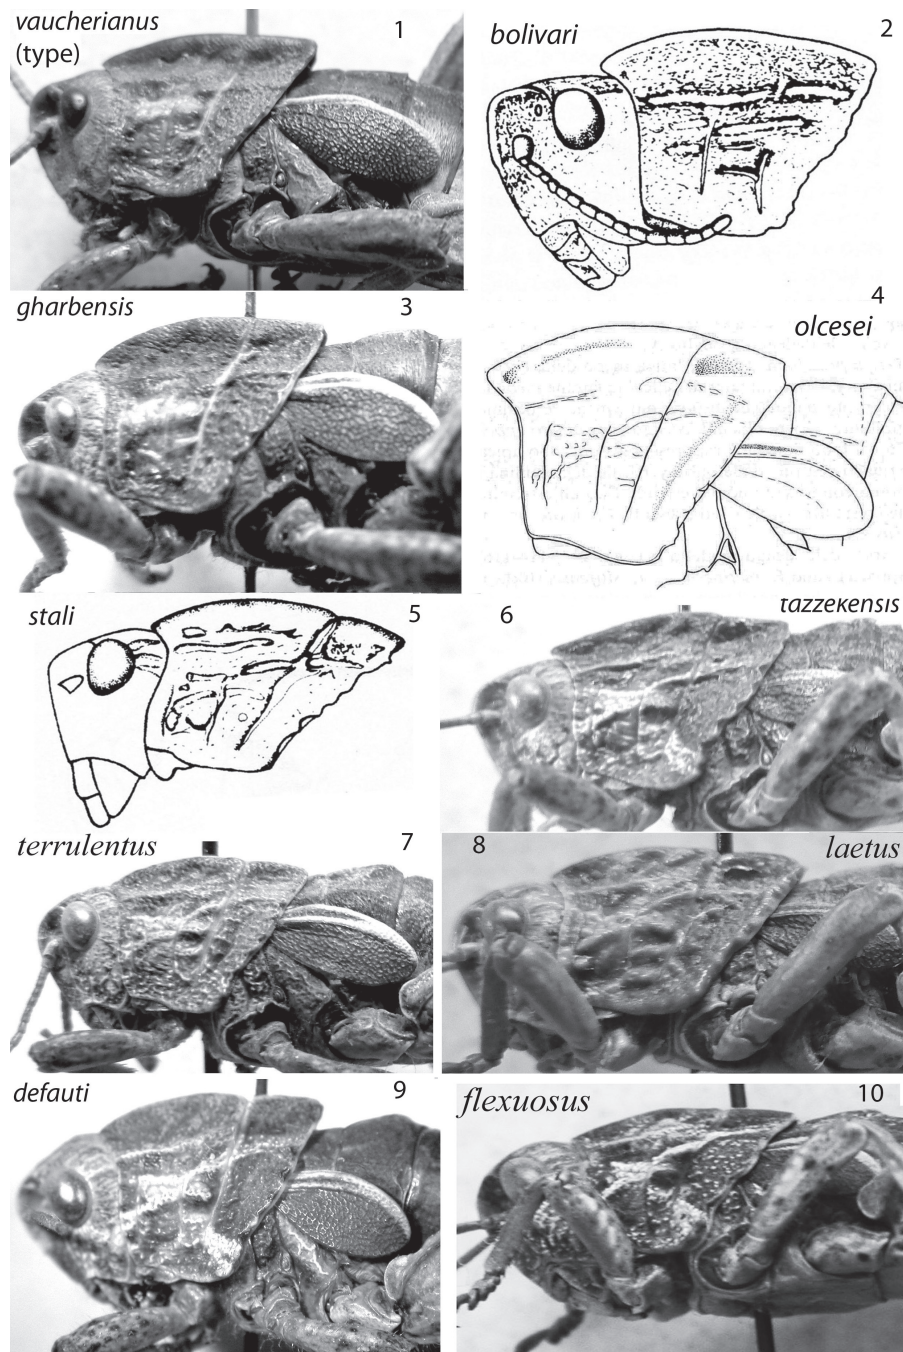 vaucherianus
(type)
1
bolivari
2
gharbensis
3
4
olcesei
stali
5
6
tazzekensis
terrulentus
7
8
laetus
defauti
9
flexuosus
10